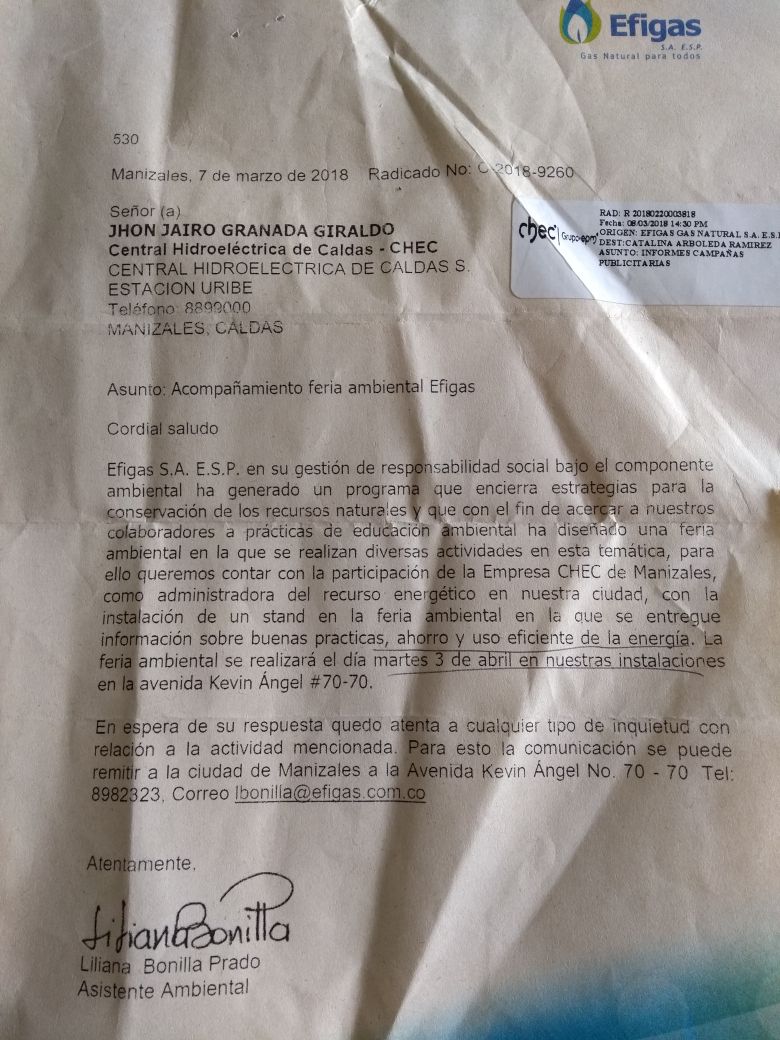 Efigas
S.A. E.S.P.
Gas Natural para todos
530
Manizales, 7 de marzo de 2018 Radicado No: C-2018-9260
chec Grupo·epm
RAD: R 20180220003818
Fecha: 08/03/2018 14:30 PM
ORIGEN: EFIGAS GAS NATURAL S.A. E.S.
DEST:CATALINA ARBOLEDA RAMIREZ
ASUNTO: INFORMES CAMPAÑAS
PUBLICITARIAS
Señor (a)
JHON JAIRO GRANADA GIRALDO
Central Hidroeléctrica de Caldas - CHEC
CENTRAL HIDROELECTRICA DE CALDAS S.
ESTACION URIBE
Teléfono: 8899000
MANIZALES, CALDAS
Asunto: Acompañamiento feria ambiental Efigas
Cordial saludo
Efigas S.A. E.S.P. en su gestión de responsabilidad social bajo el componente
ambiental ha generado un programa que encierra estrategias para la
conservación de los recursos naturales y que con el fin de acercar a nuestros
colaboradores a prácticas de educación ambiental ha diseñado una feria
ambiental en la que se realizan diversas actividades en esta temática, para
ello queremos contar con la participación de la Empresa CHEC de Manizales,
como administradora del recurso energético en nuestra ciudad, con la
instalación de un stand en la feria ambiental en la que se entregue
información sobre buenas practicas, ahorro y uso eficiente de la energía. La
feria ambiental se realizará el día martes 3 de abril en nuestras instalaciones
en la avenida Kevin Ángel #70-70.
En espera de su respuesta quedo atenta a cualquier tipo de inquietud con
relación a la actividad mencionada. Para esto la comunicación se puede
remitir a la ciudad de Manizales a la Avenida Kevin Ángel No. 70 - 70 Tel:
8982323, Correo lbonilla@efigas.com.co
Atentamente,
Liliana Bonilla
Liliana Bonilla Prado
Asistente Ambiental